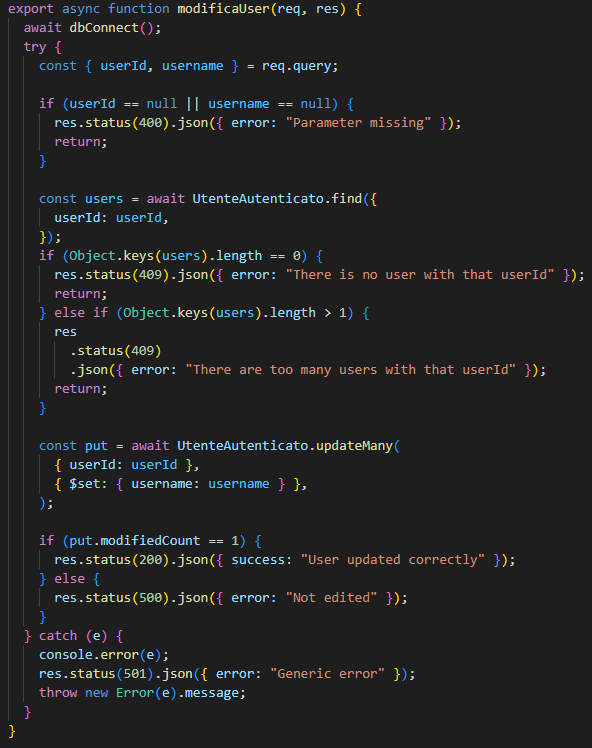 export async function modificaUser(req, res) {
  await dbConnect();
  try {
    const { userId, username } = req.query;

    if (userId == null || username == null) {
      res.status(400).json({ error: "Parameter missing" });
      return;
    }

    const users = await UtenteAutenticato.find({
      userId: userId,
    });
    if (Object.keys(users).length == 0) {
      res.status(409).json({ error: "There is no user with that userId" });
      return;
    } else if (Object.keys(users).length > 1) {
      res
        .status(409)
        .json({ error: "There are too many users with that userId" });
      return;
    }

    const put = await UtenteAutenticato.updateMany(
      { userId: userId },
      { $set: { username: username } },
    );

    if (put.modifiedCount == 1) {
      res.status(200).json({ success: "User updated correctly" });
    } else {
      res.status(500).json({ error: "Not edited" });
    }
  } catch (e) {
    console.error(e);
    res.status(501).json({ error: "Generic error" });
    throw new Error(e).message;
  }
}